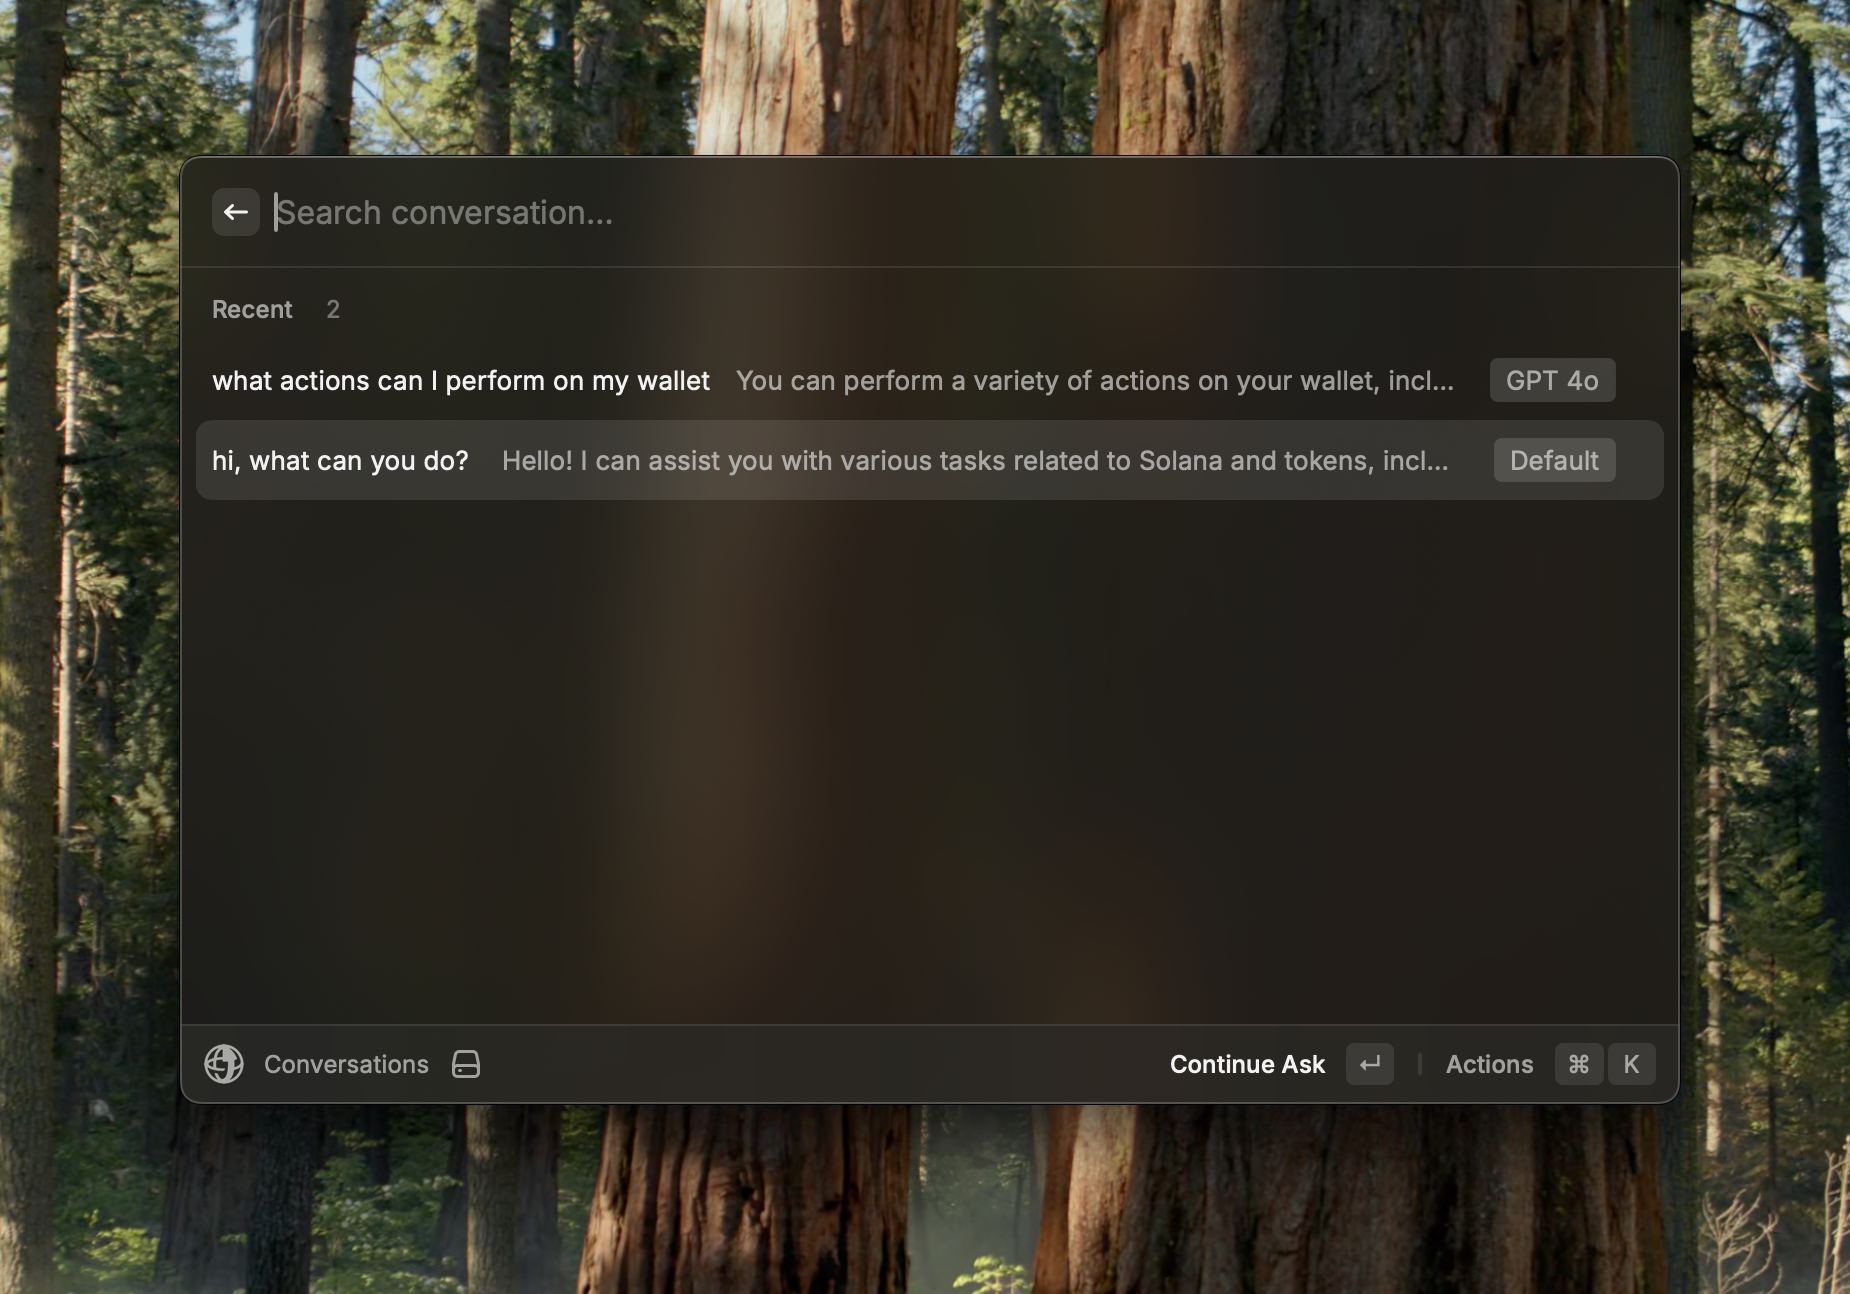 Search conversation...
Recent 2
what actions can I perform on my wallet You can perform a variety of actions on your wallet, incl... GPT 4o
hi, what can you do? Hello! I can assist you with various tasks related to Solana and tokens, incl... Default
Conversations Continue Ask ↵ Actions ⌘ K